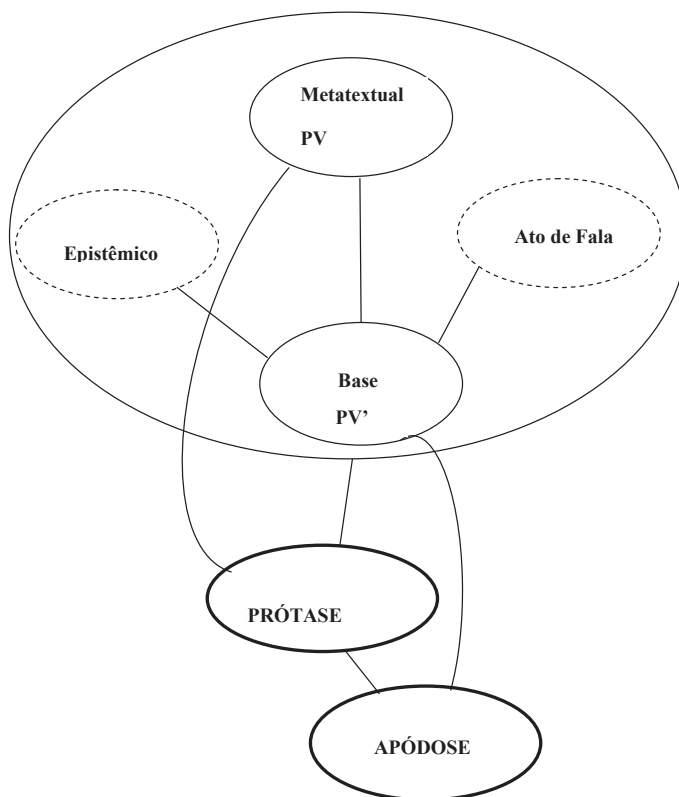 Metatextual
PV
Epistêmico
Ato de Fala
Base
PV’
PRÓTASE
APÓDOSE